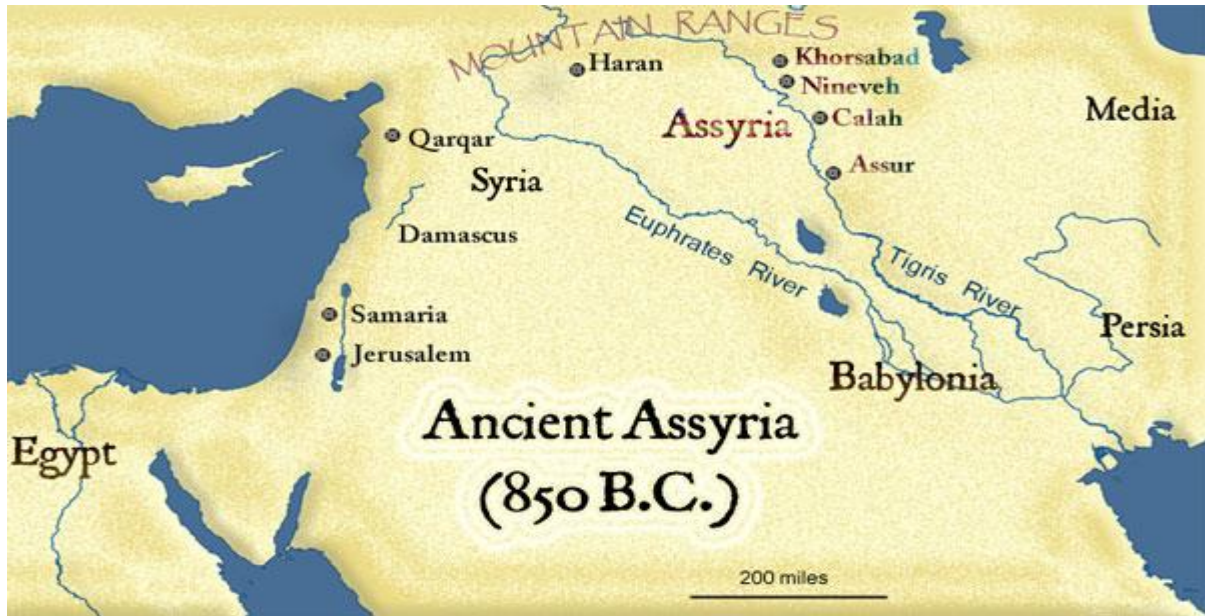 MOUNTAIN RANGES
Haran
Khorsabad
Nineveh
Assyria
Calah
Media
Qarqar
Assur
Syria
Damascus
Euphrates River
Tigris River
Samaria
Persia
Jerusalem
Babylonia
Ancient Assyria
(850 B.C.)
Egypt
200 miles